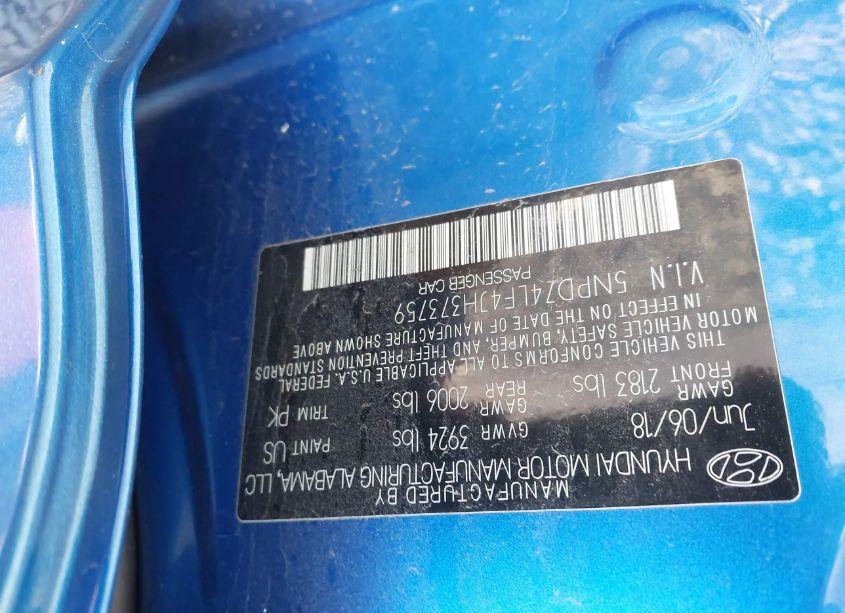 MANUFACTURED BY
HYUNDAI MOTOR MANUFACTURING ALABAMA, LLC
Jun/06/18 GVWR 3924 lbs PAINT US
GAWR FRONT 2183 lbs GAWR REAR 2006 lbs TRIM PK
THIS VEHICLE CONFORMS TO ALL APPLICABLE U.S.A. FEDERAL
MOTOR VEHICLE SAFETY, BUMPER, AND THEFT PREVENTION STANDARDS
IN EFFECT ON THE DATE OF MANUFACTURE SHOWN ABOVE
V.I.N 5NPD74LF4JH373759
PASSENGER CAR